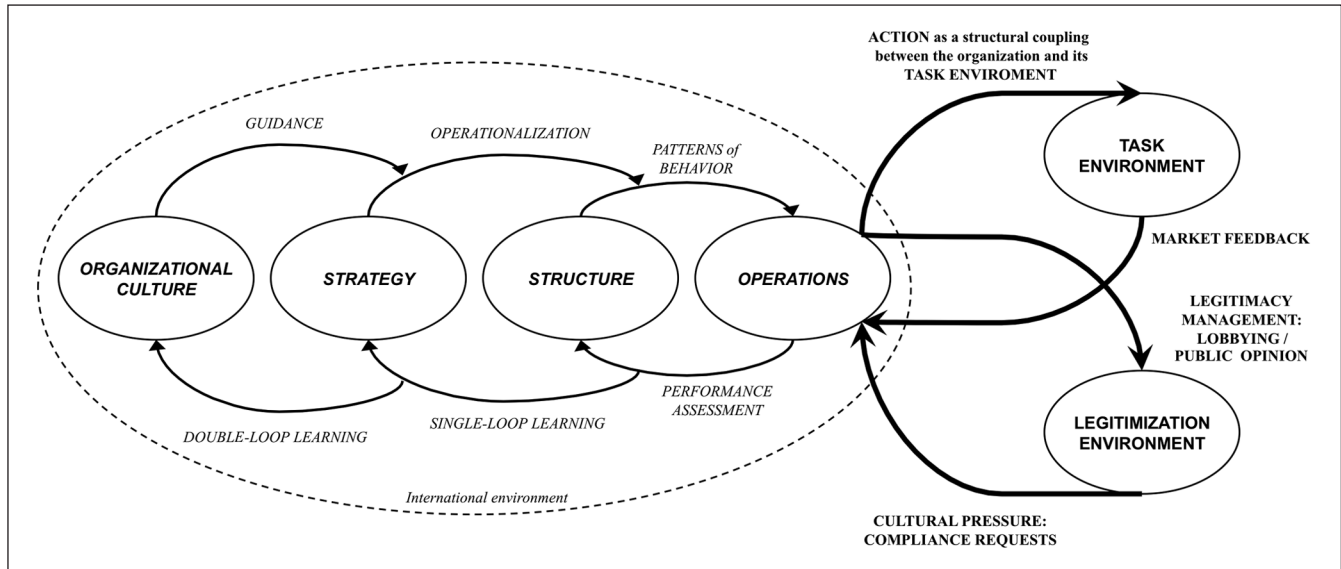 ACTION as a structural coupling
between the organization and its
TASK ENVIROMENT
GUIDANCE
OPERATIONALIZATION
PATTERNS of
BEHAVIOR
TASK
ENVIRONMENT
MARKET FEEDBACK
ORGANIZATIONAL
CULTURE
STRATEGY
STRUCTURE
OPERATIONS
LEGITIMACY
MANAGEMENT:
LOBBYING /
PUBLIC OPINION
PERFORMANCE
ASSESSMENT
SINGLE-LOOP LEARNING
DOUBLE-LOOP LEARNING
LEGITIMIZATION
ENVIRONMENT
International environment
CULTURAL PRESSURE:
COMPLIANCE REQUESTS